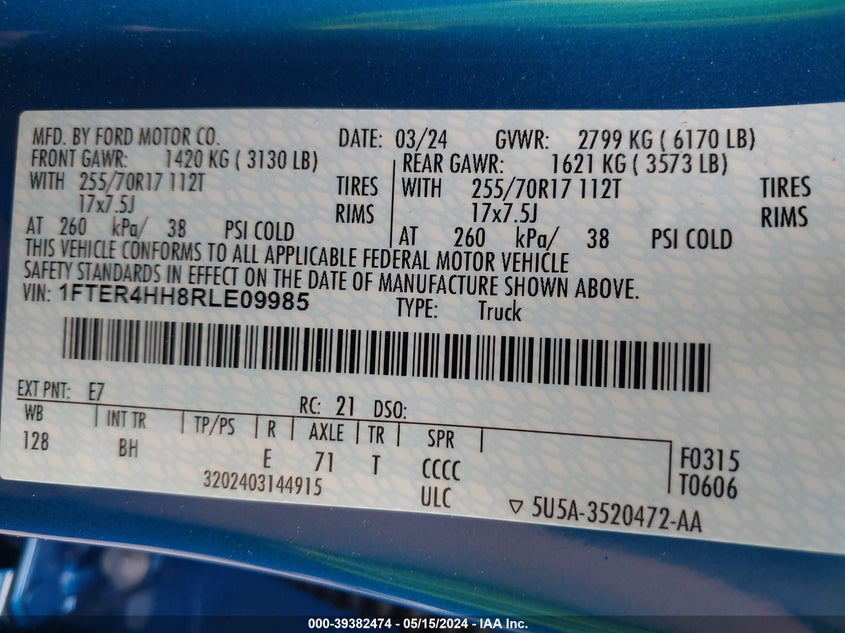 MFD. BY FORD MOTOR CO. DATE: 03/24 GVWR: 2799 KG ( 6170 LB)
FRONT GAWR: 1420 KG ( 3130 LB) REAR GAWR: 1621 KG ( 3573 LB)
WITH 255/70R17 112T TIRES WITH 255/70R17 112T TIRES
17x7.5J RIMS 17x7.5J RIMS
AT 260 kPa/ 38 PSI COLD AT 260 kPa/ 38 PSI COLD
THIS VEHICLE CONFORMS TO ALL APPLICABLE FEDERAL MOTOR VEHICLE
SAFETY STANDARDS IN EFFECT ON THE DATE OF MANUFACTURE SHOWN ABOVE.
VIN: 1FTER4HH8RLE09985 TYPE: Truck
EXT PNT: E7 RC: 21 DSO:
WB INT TR TP/PS R AXLE TR SPR
128 BH E 71 T CCCC F0315
3202403144915 ULC T0606
5U5A-3520472-AA
000-39382474 - 05/15/2024 - IAA Inc.